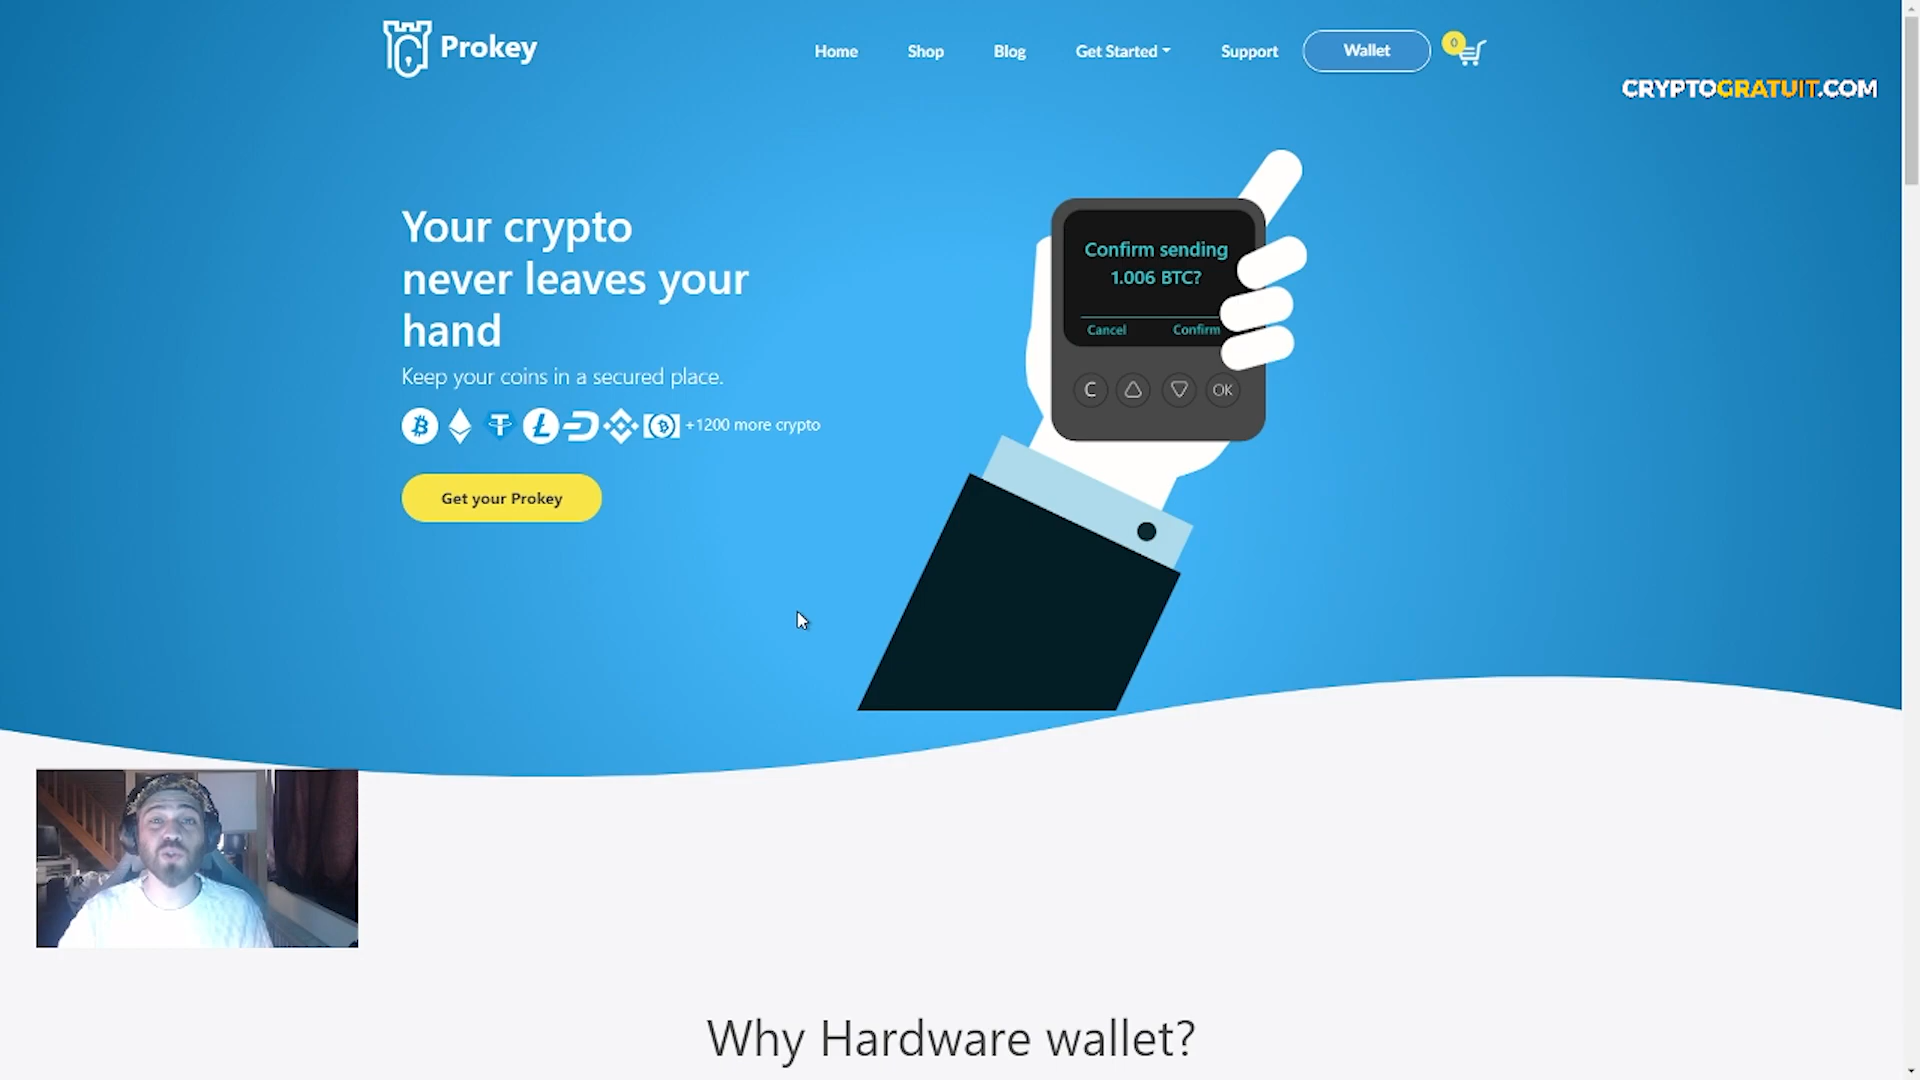 Prokey
Home
Shop
Blog
Get Started
Support
Wallet
0
CRYPTOGRATUIT.COM
Your crypto
never leaves your
hand
Keep your coins in a secured place.
+1200 more crypto
Get your Prokey
Confirm sending
1.006 BTC?
Cancel
Confirm
C
OK
Why Hardware wallet?